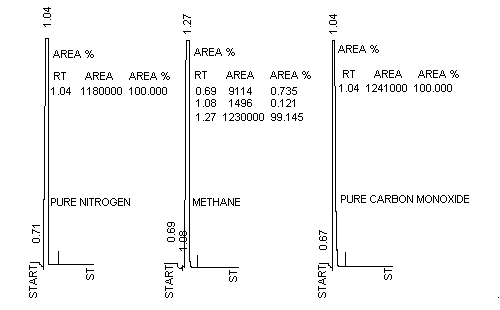 1.04
AREA %
RT AREA AREA %
1.04 1180000 100.000
PURE NITROGEN
0.71
START
ST
1.27
AREA %
RT AREA AREA %
0.69 9114 0.735
1.08 1496 0.121
1.27 1230000 99.145
METHANE
0.69
1.08
START
ST
1.04
AREA %
RT AREA AREA %
1.04 1241000 100.000
PURE CARBON MONOXIDE
0.67
START
ST